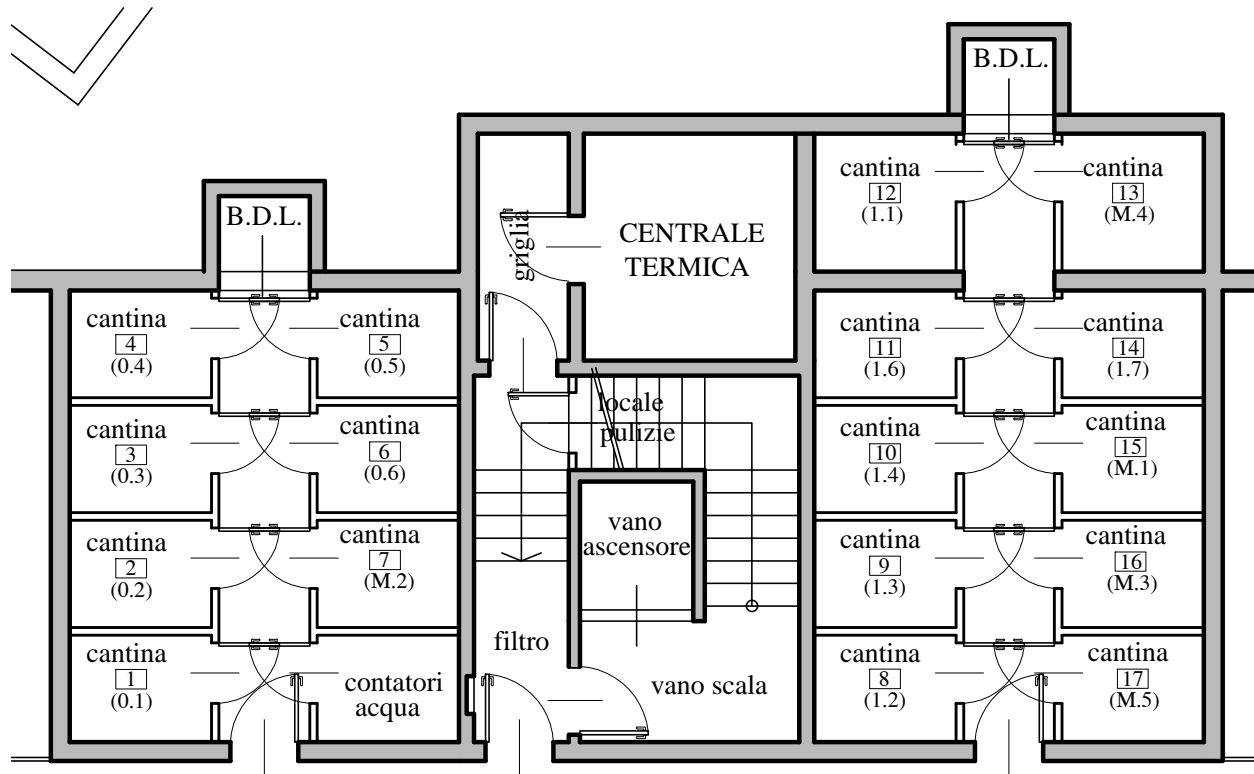 B.D.L.
cantina
12
(1.1)
cantina
13
(M.4)
B.D.L.
griglia
CENTRALE
TERMICA
cantina
4
(0.4)
cantina
5
(0.5)
cantina
11
(1.6)
cantina
14
(1.7)
locale
pulizie
cantina
3
(0.3)
cantina
6
(0.6)
cantina
10
(1.4)
cantina
15
(M.1)
vano
ascensore
cantina
2
(0.2)
cantina
7
(M.2)
cantina
9
(1.3)
cantina
16
(M.3)
filtro
cantina
1
(0.1)
contatori
acqua
vano scala
cantina
8
(1.2)
cantina
17
(M.5)